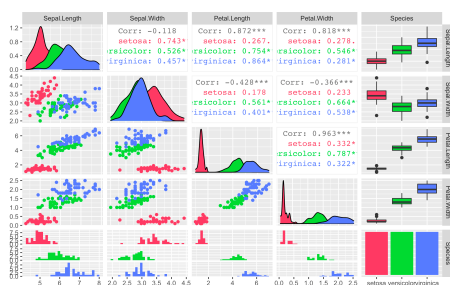 Sepal.Length Sepal.Width Petal.Length Petal.Width Species
Corr: -0.118 Corr: 0.872*** Corr: 0.818***
setosa: 0.743* setosa: 0.267. setosa: 0.278.
rsicolor: 0.526* ersicolor: 0.754* ersicolor: 0.546*
irginica: 0.457* irginica: 0.864* irginica: 0.281*
Sepal.Length
1.2
0.8
0.4
0.0
Corr: -0.428*** Corr: -0.366***
setosa: 0.178 setosa: 0.233
ersicolor: 0.561* ersicolor: 0.664*
irginica: 0.401* irginica: 0.538*
Sepal.Width
4.5
4.0
3.5
3.0
2.5
2.0
Corr: 0.963***
setosa: 0.332*
ersicolor: 0.787*
irginica: 0.322*
Petal.Length
6
4
2
Petal.Width
2.5
2.0
1.5
1.0
0.5
0.0
Species
5 6 7 8 2.0 2.5 3.0 3.5 4.0 4.5 2 4 6 0.0 0.5 1.0 1.5 2.0 2.5 setosa versicolor virginica